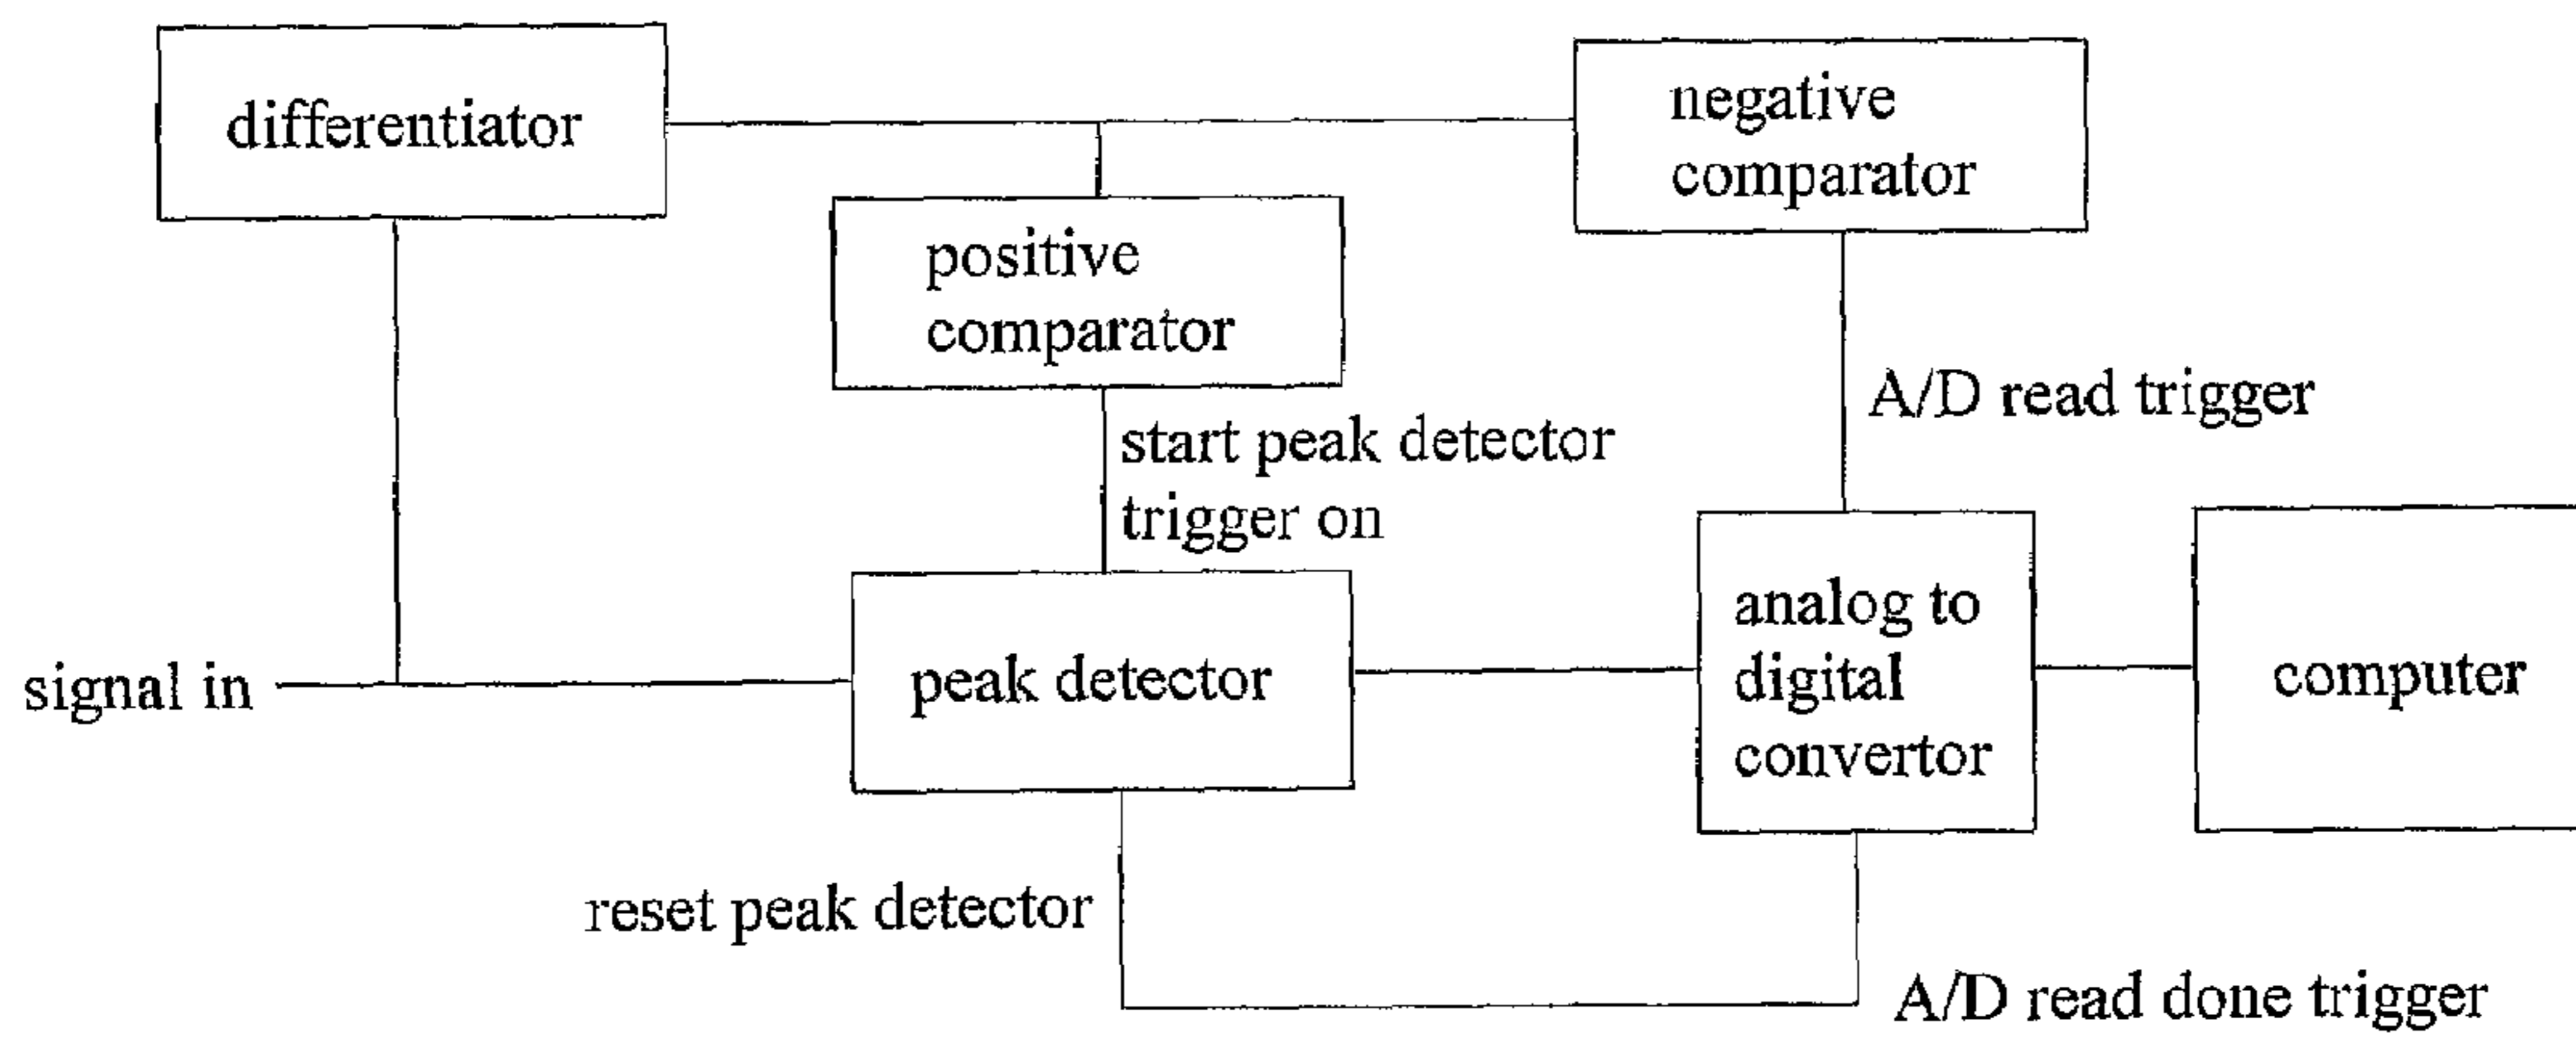 differentiator
negative
comparator
positive
comparator
A/D read trigger
start peak detector
trigger on
signal in
peak detector
analog to
digital
convertor
computer
reset peak detector
A/D read done trigger